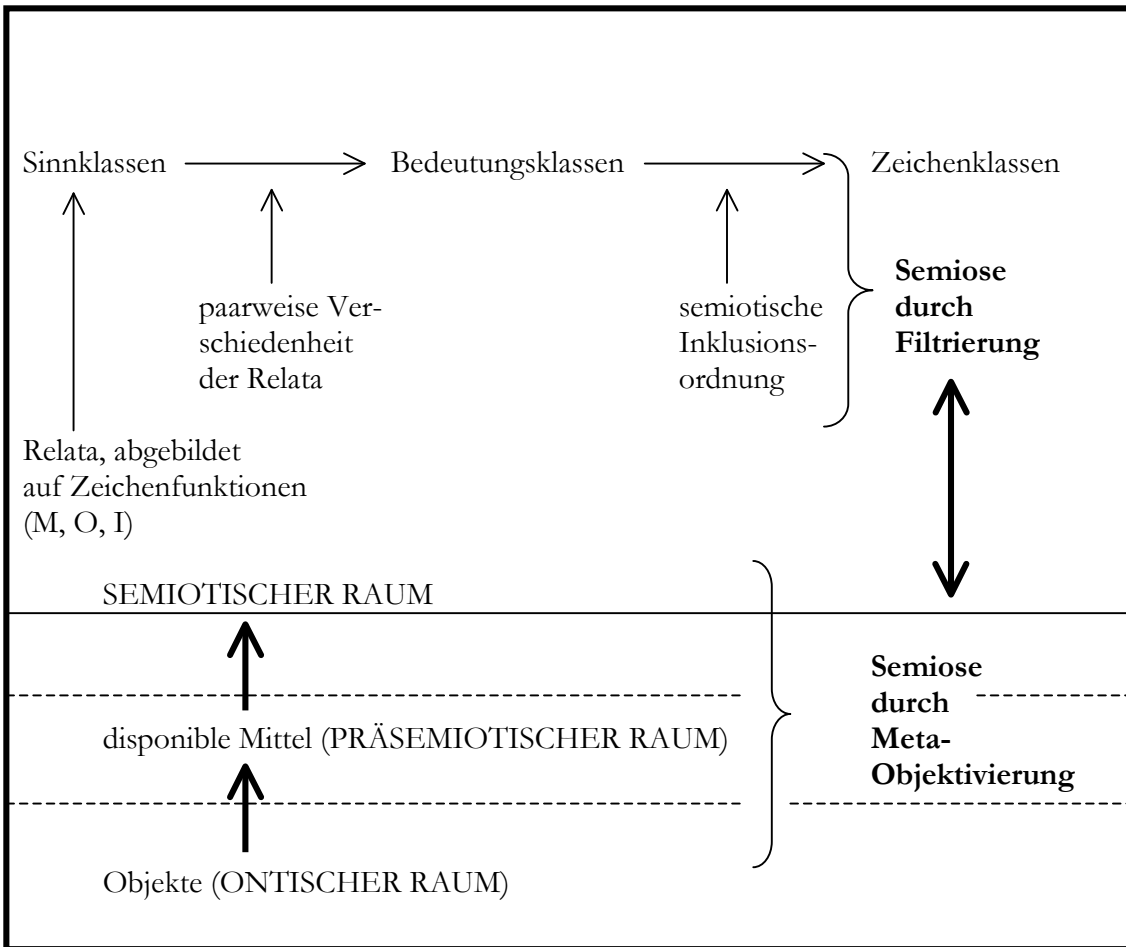 Sinnklassen Bedeutungsklassen Zeichenklassen
paarweise Ver-
schiedenheit
der Relata
semiotische
Inklusions-
ordnung
Semiose
durch
Filtrierung
Relata, abgebildet
auf Zeichenfunktionen
(M, O, I)
SEMIOTISCHER RAUM
disponible Mittel (PRÄSEMIOTISCHER RAUM)
Objekte (ONTISCHER RAUM)
Semiose
durch
Meta-
Objektivierung